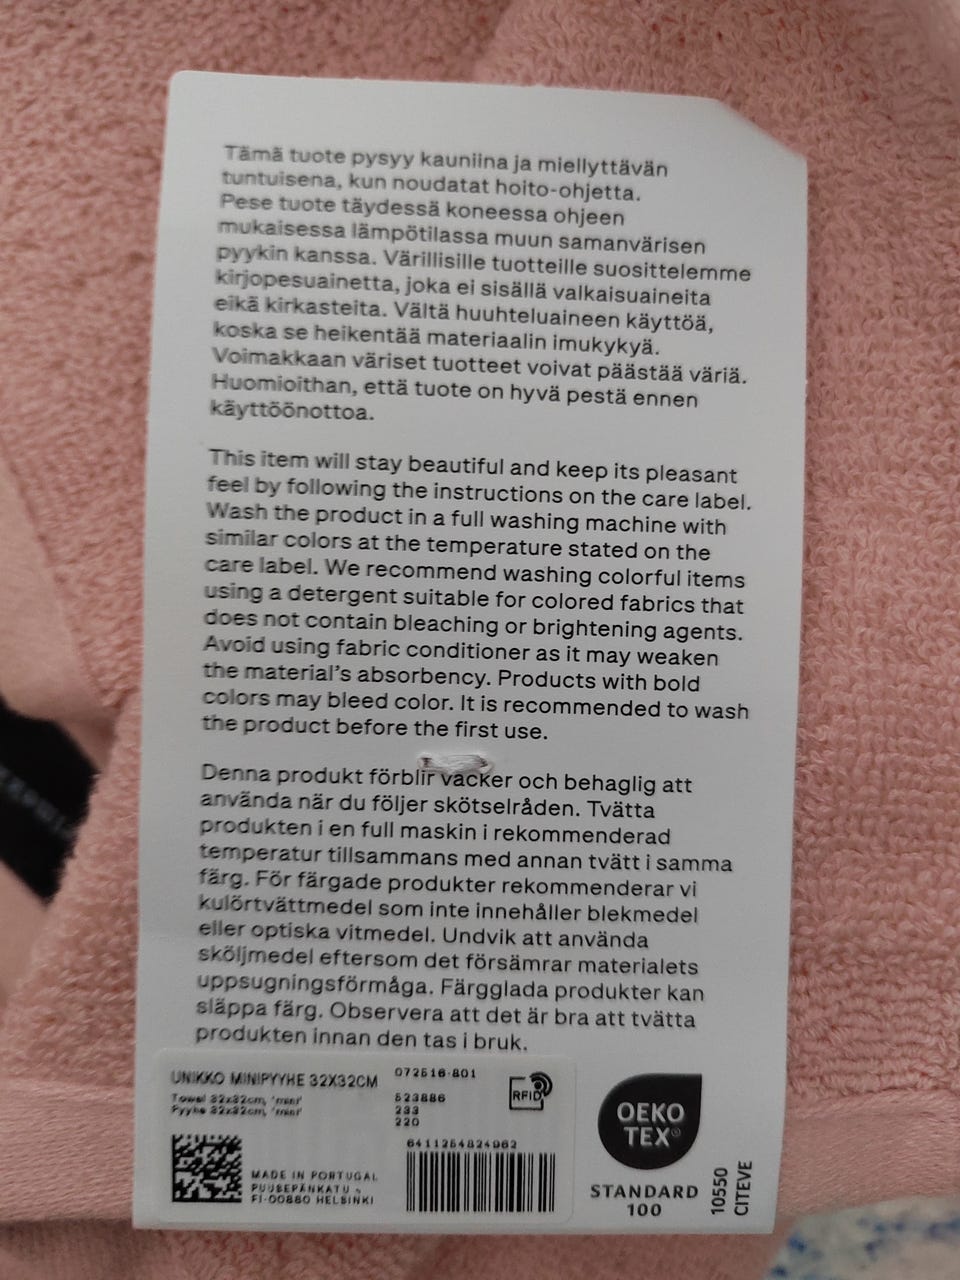 Tämä tuote pysyy kauniina ja miellyttävän
tuntuisena, kun noudatat hoito-ohjetta.
Pese tuote täydessä koneessa ohjeen
mukaisessa lämpötilassa muun samanvärisen
pyykin kanssa. Värillisille tuotteille suosittelemme
kirjopesuainetta, joka ei sisällä valkaisuaineita
eikä kirkasteita. Vältä huuhteluaineen käyttöä,
koska se heikentää materiaalin imukykyä.
Voimakkaan väriset tuotteet voivat päästää väriä.
Huomioithan, että tuote on hyvä pestä ennen
käyttöönottoa.
This item will stay beautiful and keep its pleasant
feel by following the instructions on the care label.
Wash the product in a full washing machine with
similar colors at the temperature stated on the
care label. We recommend washing colorful items
using a detergent suitable for colored fabrics that
does not contain bleaching or brightening agents.
Avoid using fabric conditioner as it may weaken
the material's absorbency. Products with bold
colors may bleed color. It is recommended to wash
the product before the first use.
Denna produkt förblir vacker och behaglig att
använda när du följer skötselråden. Tvätta
produkten i en full maskin i rekommenderad
temperatur tillsammans med annan tvätt i samma
färg. För färgade produkter rekommenderar vi
kulörtvättmedel som inte innehåller blekmedel
eller optiska vitmedel. Undvik att använda
sköljmedel eftersom det försämrar materialets
uppsugningsförmåga. Färgglada produkter kan
släppa färg. Observera att det är bra att tvätta
produkten innan den tas i bruk.
UNIKKO MINIPYYHE 32X32CM
Towel 32x32cm, 'mini'
Pyyhe 32x32cm, 'mini'
072516-801
523886
233
220
RFID
6411254824962
MADE IN PORTUGAL
PUUSEPÄNKATU
FI-00880 HELSINKI
OEKO
TEX®
STANDARD
100
10550
CITEVE